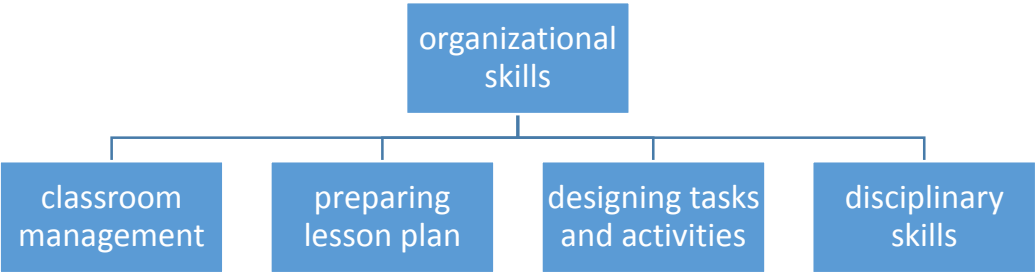 organizational
skills
classroom
management
preparing
lesson plan
designing tasks
and activities
disciplinary
skills